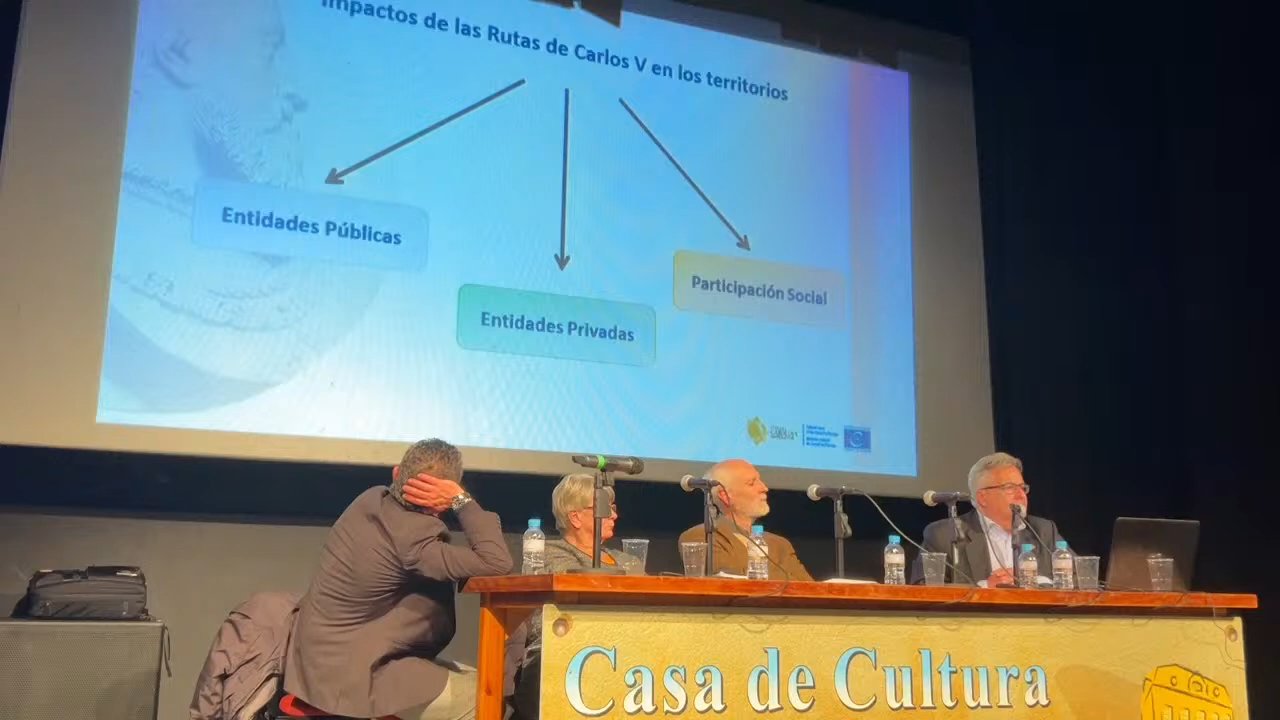 Impactos de las Rutas de Carlos V en los territorios
Entidades Públicas
Entidades Privadas
Participación Social
Casa de Cultura